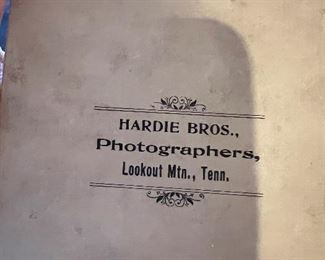 HARDIE BROS.,
Photographers,
Lookout Mtn., Tenn.